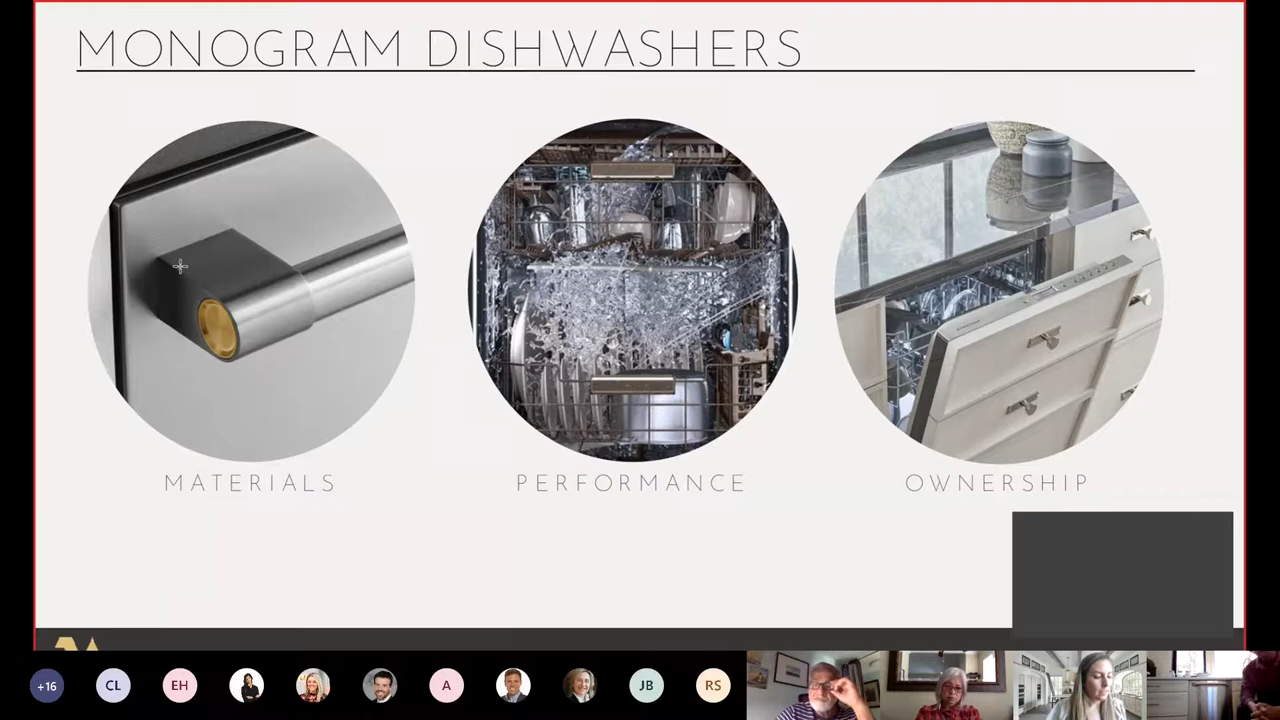 MONOGRAM DISHWASHERS
MATERIALS
PERFORMANCE
OWNERSHIP
+16
CL
EH
A
JB
RS